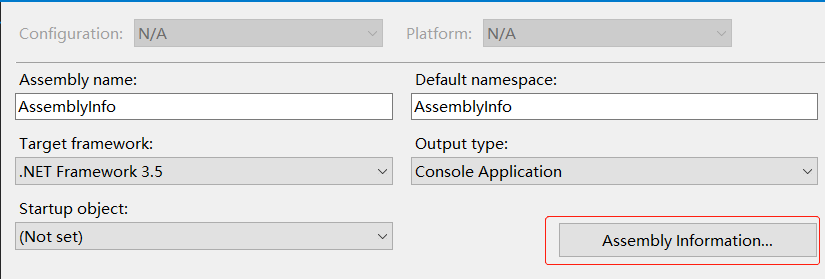 Configuration: N/A Platform: N/A
Assembly name: Default namespace:
AssemblyInfo AssemblyInfo
Target framework: Output type:
.NET Framework 3.5 Console Application
Startup object:
(Not set) Assembly Information...